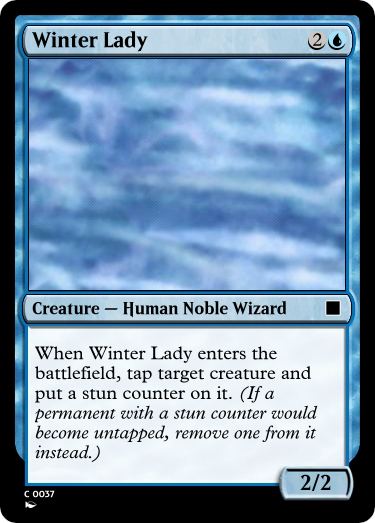 Winter Lady 2
Creature — Human Noble Wizard
When Winter Lady enters the
battlefield, tap target creature and
put a stun counter on it. (If a
permanent with a stun counter would
become untapped, remove one from it
instead.)
2/2
C 0037